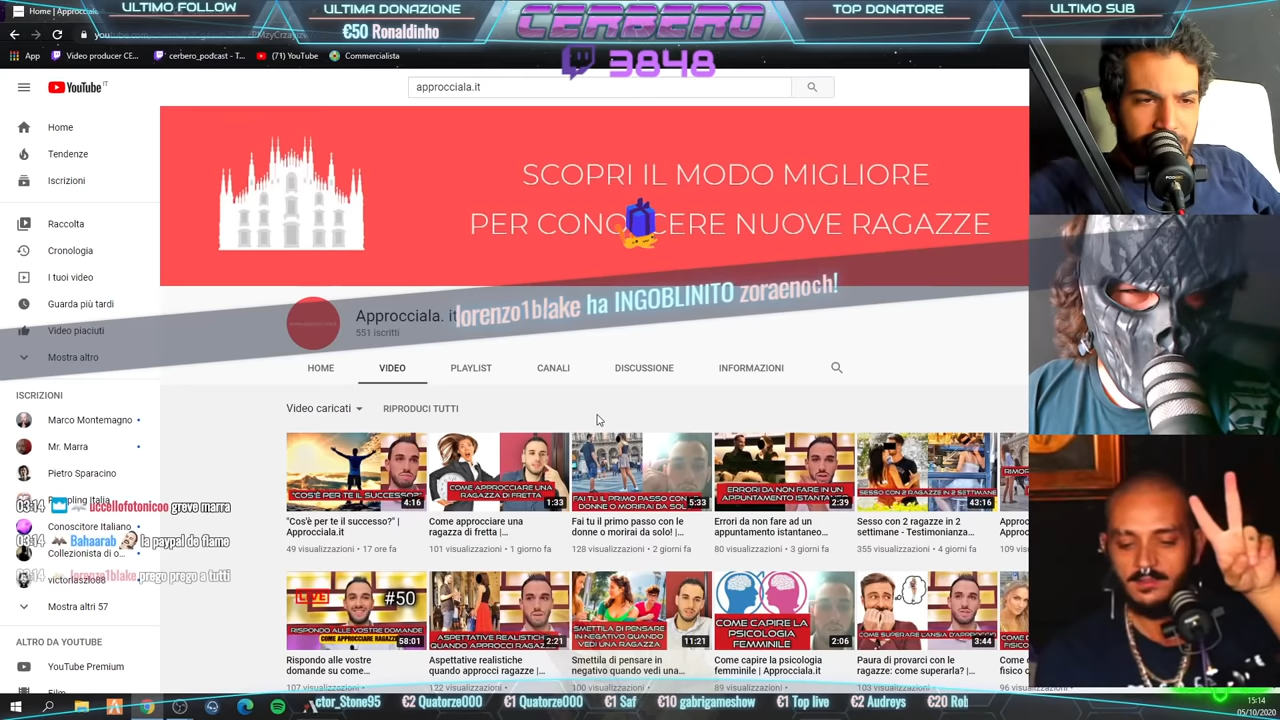 Home | Approcciala
ULTIMO FOLLOW
ULTIMA DONAZIONE
€50 Ronaldinho
CERBERO
3848
TOP DONATORE
ULTIMO SUB
App
Video producer CE...
cerbero_podcast - T...
(71) YouTube
Commercialista
YouTube IT
approcciala.it
Home
Tendenze
Iscrizioni
Raccolta
Cronologia
I tuoi video
Guarda più tardi
Video piaciuti
Mostra altro
SCOPRI IL MODO MIGLIORE
PER CONOSCERE NUOVE RAGAZZE
lorenzo1blake ha INGOBLINITO zoraenoch!
Approcciala. it
551 iscritti
HOME
VIDEO
PLAYLIST
CANALI
DISCUSSIONE
INFORMAZIONI
Video caricati
RIPRODUCI TUTTI
ISCRIZIONI
Marco Montemagno
Mr. Marra
Pietro Sparacino
Conoscitore Italiano
Collezionista di o...
Mostra altri 57
ALTRO DA YOUTUBE
YouTube Premium
Film
03:14 uccellofotonicoo greve marra
03:14 Bahaarab la paypal de flame
03:14 lorenzo1blake prego prego a tutti
"COS'È PER TE IL SUCCESSO?"
4:16
COME APPROCCIARE UNA RAGAZZA DI FRETTA
1:33
FAI TU IL PRIMO PASSO CON LE DONNE O MORIRAI DA SOLO!
5:33
ERRORI DA NON FARE IN UN APPUNTAMENTO ISTANTANEO
2:39
SESSO CON 2 RAGAZZE IN 2 SETTIMANE
43:16
"Cos'è per te il successo?" |
Approcciala.it
49 visualizzazioni • 17 ore fa
Come approcciare una
ragazza di fretta |...
101 visualizzazioni • 1 giorno fa
Fai tu il primo passo con le
donne o morirai da solo! |...
128 visualizzazioni • 2 giorni fa
Errori da non fare ad un
appuntamento istantaneo...
80 visualizzazioni • 3 giorni fa
Sesso con 2 ragazze in 2
settimane - Testimonianza...
355 visualizzazioni • 4 giorni fa
109 vis
LIVE
#50
RISPONDO ALLE VOSTRE DOMANDE
COME APPROCCIARE RAGAZZE
58:01
ASPETTATIVE REALISTICHE
QUANDO APPROCCI RAGAZZE
2:21
SMETTILA DI PENSARE
IN NEGATIVO QUANDO
VEDI UNA RAGAZZA
11:21
COME CAPIRE LA
PSICOLOGIA
FEMMINILE
2:06
COME SUPERARE L'ANSIA D'APPROCCIO
3:44
Rispondo alle vostre
domande su come...
107 visualizzazioni
Aspettative realistiche
quando approcci ragazze |...
122 visualizzazioni
Smettila di pensare in
negativo quando vedi una...
100 visualizzazioni
Come capire la psicologia
femminile | Approcciala.it
89 visualizzazioni
Paura di provarci con le
ragazze: come superarla? |...
103 visualizzazioni
Come
fisico
96 vis
ctor_Stone95
€2 Quatorze000
€1 Quatorze000
€1 Saf
€10 gabrigameshow
€1 Top live
€2 Audreys
€20 Rob
15:14
05/10/2020